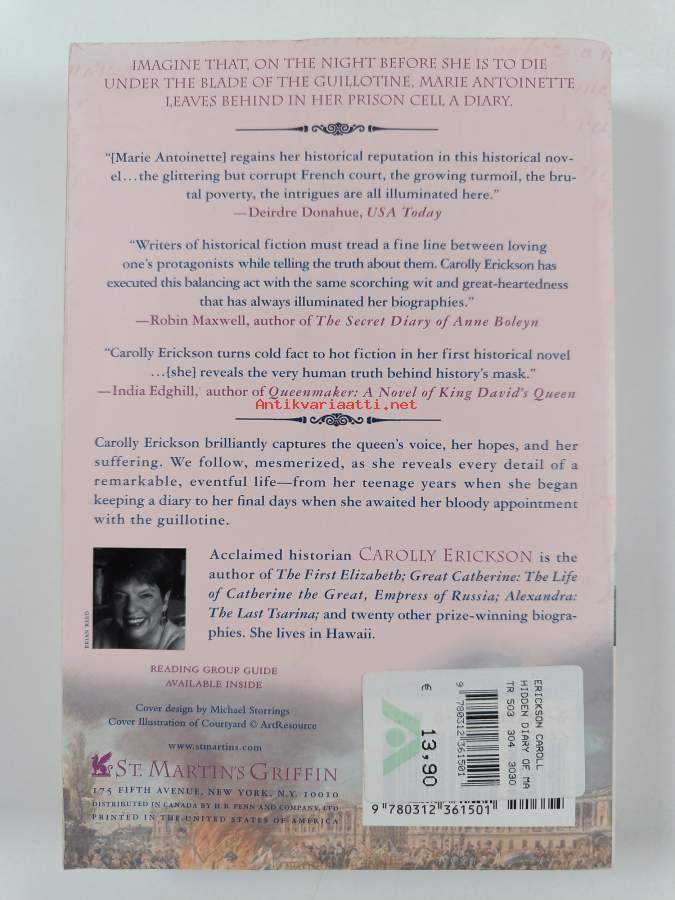 IMAGINE THAT, ON THE NIGHT BEFORE SHE IS TO DIE
UNDER THE BLADE OF THE GUILLOTINE, MARIE ANTOINETTE
LEAVES BEHIND IN HER PRISON CELL A DIARY.
“[Marie Antoinette] regains her historical reputation in this historical nov-
el…the glittering but corrupt French court, the growing turmoil, the bru-
tal poverty, the intrigues are all illuminated here.”
—Deirdre Donahue, USA Today
“Writers of historical fiction must tread a fine line between loving
one’s protagonists while telling the truth about them. Carolly Erickson has
executed this balancing act with the same scorching wit and great-heartedness
that has always illuminated her biographies.”
—Robin Maxwell, author of The Secret Diary of Anne Boleyn
“Carolly Erickson turns cold fact to hot fiction in her first historical novel
…[she] reveals the very human truth behind history’s mask.”
—India Edghill, author of Queenmaker: A Novel of King David’s Queen
Antikvariaatti.net
Carolly Erickson brilliantly captures the queen’s voice, her hopes, and her
suffering. We follow, mesmerized, as she reveals every detail of a
remarkable, eventful life—from her teenage years when she began
keeping a diary to her final days when she awaited her bloody appointment
with the guillotine.
Acclaimed historian CAROLLY ERICKSON is the
author of The First Elizabeth; Great Catherine: The Life
of Catherine the Great, Empress of Russia; Alexandra:
The Last Tsarina; and twenty other prize-winning biogra-
phies. She lives in Hawaii.
BRIAN REED
READING GROUP GUIDE
AVAILABLE INSIDE
Cover design by Michael Storrings
Cover Illustration of Courtyard © ArtResource
www.stmartins.com
ST. MARTIN’S GRIFFIN
175 FIFTH AVENUE, NEW YORK, N.Y. 10010
DISTRIBUTED IN CANADA BY H. B. FENN AND COMPANY, LTD.
PRINTED IN THE UNITED STATES OF AMERICA
ERICKSON CAROLL
HIDDEN DIARY OF MA
TR 503 304 3030
9 780312 361501
€ 13,90
9 780312 361501